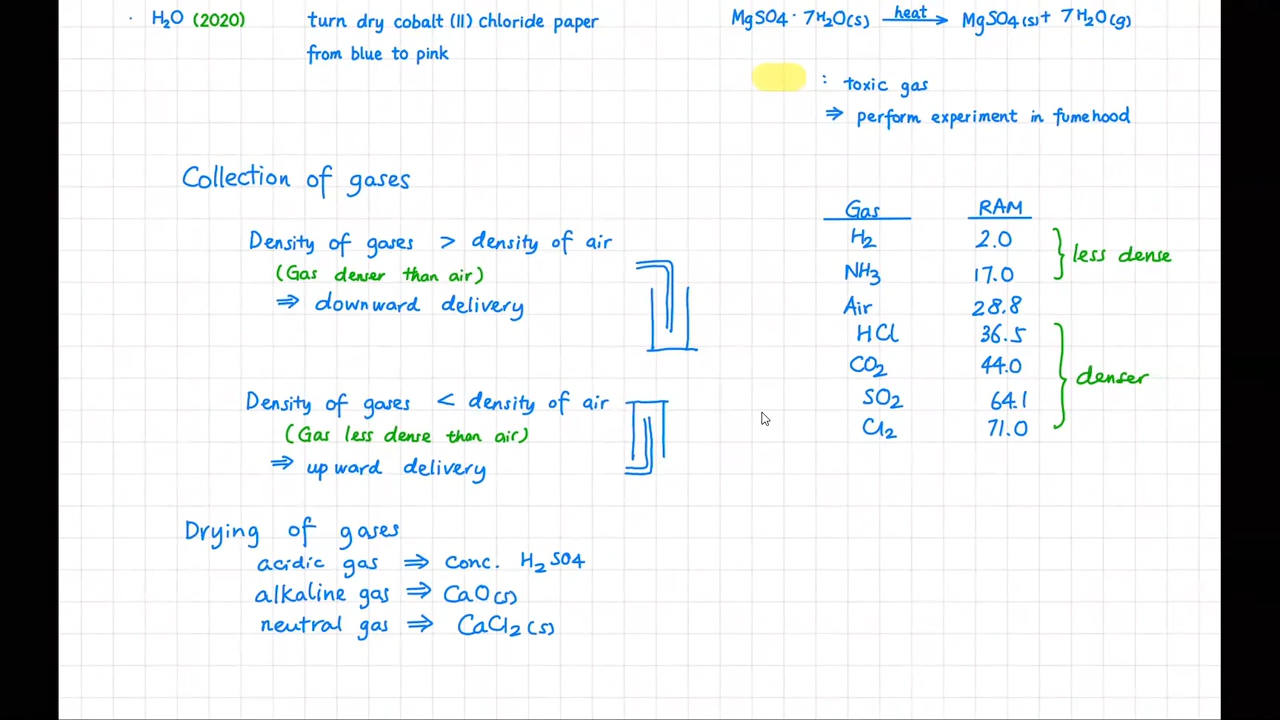 · H₂O (2020) turn dry cobalt (II) chloride paper
from blue to pink
MgSO4 · 7H₂O(s) —heat→ MgSO4(s) + 7H₂O(g)
: toxic gas
⇒ perform experiment in fumehood
Collection of gases
Density of gases > density of air
(Gas denser than air)
⇒ downward delivery
Density of gases < density of air
(Gas less dense than air)
⇒ upward delivery
Gas RAM
H₂ 2.0
NH₃ 17.0
less dense
Air 28.8
HCl 36.5
CO₂ 44.0
SO₂ 64.1
Cl₂ 71.0
denser
Drying of gases
acidic gas ⇒ conc. H₂SO4
alkaline gas ⇒ CaO(s)
neutral gas ⇒ CaCl₂(s)